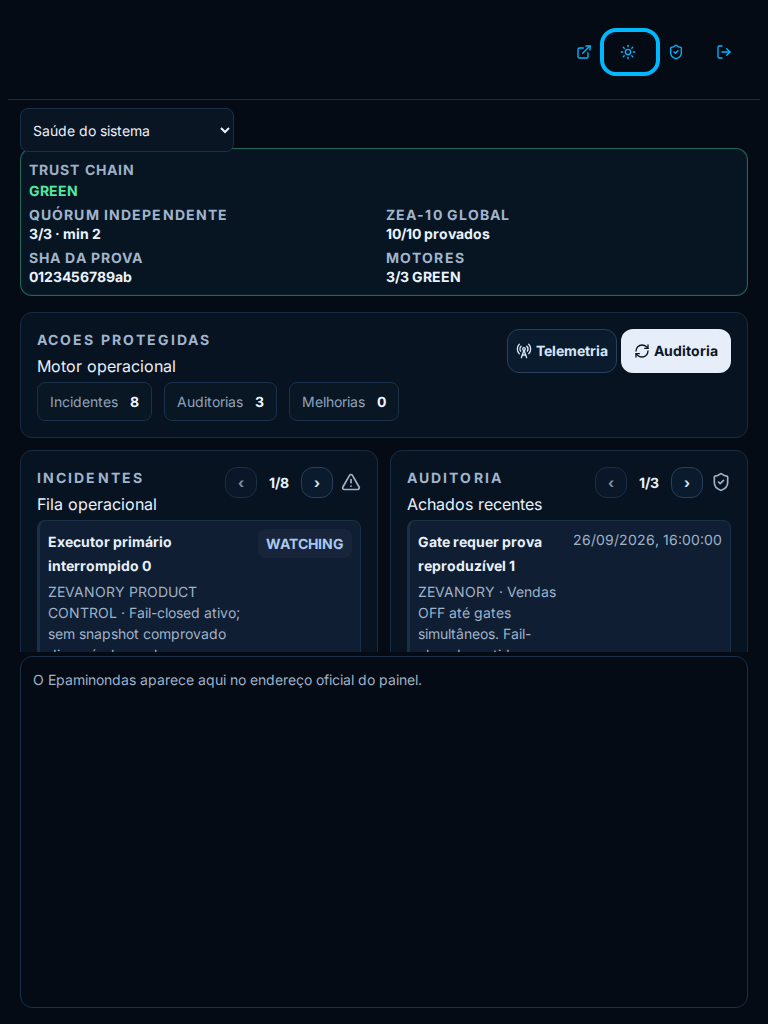 Saúde do sistema
TRUST CHAIN
GREEN
QUÓRUM INDEPENDENTE
3/3 · min 2
ZEA-10 GLOBAL
10/10 provados
SHA DA PROVA
0123456789ab
MOTORES
3/3 GREEN
ACOES PROTEGIDAS
Motor operacional
Telemetria
Auditoria
Incidentes 8
Auditorias 3
Melhorias 0
INCIDENTES
Fila operacional
‹ 1/8 ›
Executor primário
interrompido 0
WATCHING
ZEVANORY PRODUCT
CONTROL · Fail-closed ativo;
sem snapshot comprovado
AUDITORIA
Achados recentes
‹ 1/3 ›
Gate requer prova
reproduzível 1
26/09/2026, 16:00:00
ZEVANORY · Vendas
OFF até gates
simultâneos. Fail-
O Epaminondas aparece aqui no endereço oficial do painel.